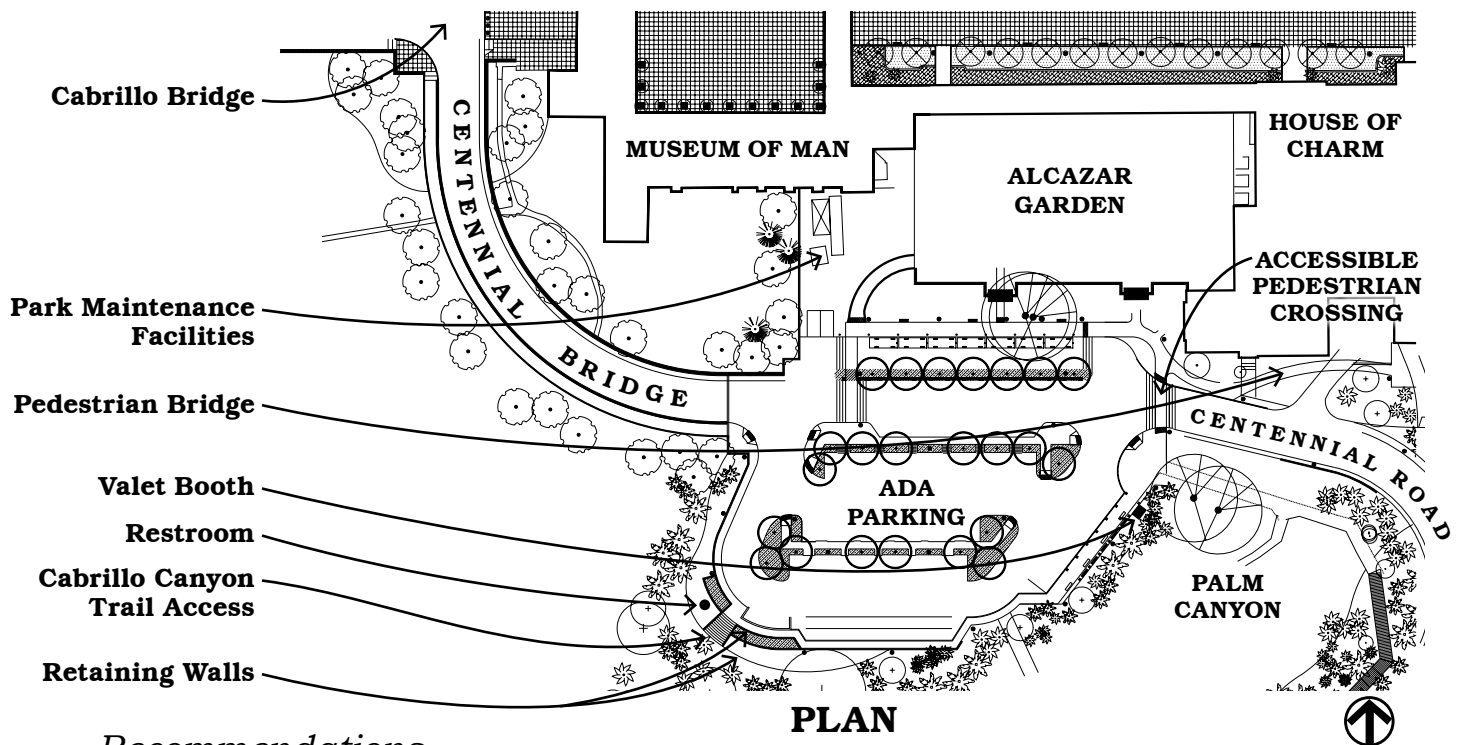 Cabrillo Bridge
CENTENNIAL BRIDGE
MUSEUM OF MAN
HOUSE OF
CHARM
ALCAZAR
GARDEN
ACCESSIBLE
PEDESTRIAN
CROSSING
Park Maintenance
Facilities
Pedestrian Bridge
CENTENNIAL ROAD
Valet Booth
ADA
PARKING
Restroom
Cabrillo Canyon
Trail Access
PALM
CANYON
Retaining Walls
PLAN
Recommendations